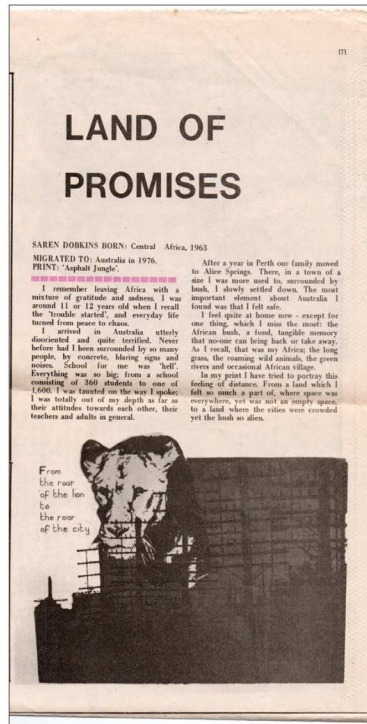 m
LAND OF
PROMISES
SAREN DOBKINS BORN: Central Africa, 1963
MIGRATED TO: Australia in 1976.
PRINT: 'Asphalt Jungle'.
I remember leaving Africa with a
mixture of gratitude and sadness. I was
around 11 or 12 years old when I recall
the 'trouble started', and everyday life
turned from peace to chaos.
I arrived in Australia utterly
disoriented and quite terrified. Never
before had I been surrounded by so many
people, by concrete, blaring signs and
noises. School for me was 'hell'.
Everything was so big; from a school
consisting of 360 students to one of
1,600. I was taunted on the way I spoke;
I was totally out of my depth as far as
their attitudes towards each other, their
teachers and adults in general.
After a year in Perth our family moved
to Alice Springs. There, in a town of a
size I was more used to, surrounded by
bush, I slowly settled down. The most
important element about Australia I
found was that I felt safe.
I feel quite at home now - except for
one thing, which I miss the most: the
African bush, a fond, tangible memory
that no-one can bring back or take away.
As I recall, that was my Africa; the long
grass, the roaming wild animals, the green
rivers and occasional African village.
In my print I have tried to portray this
feeling of distance. From a land which I
felt so much a part of, where space was
everywhere, yet was not an empty space,
to a land where the cities were crowded
yet the bush so alien.
From
the roar
of the lion
to
the roar
of the city